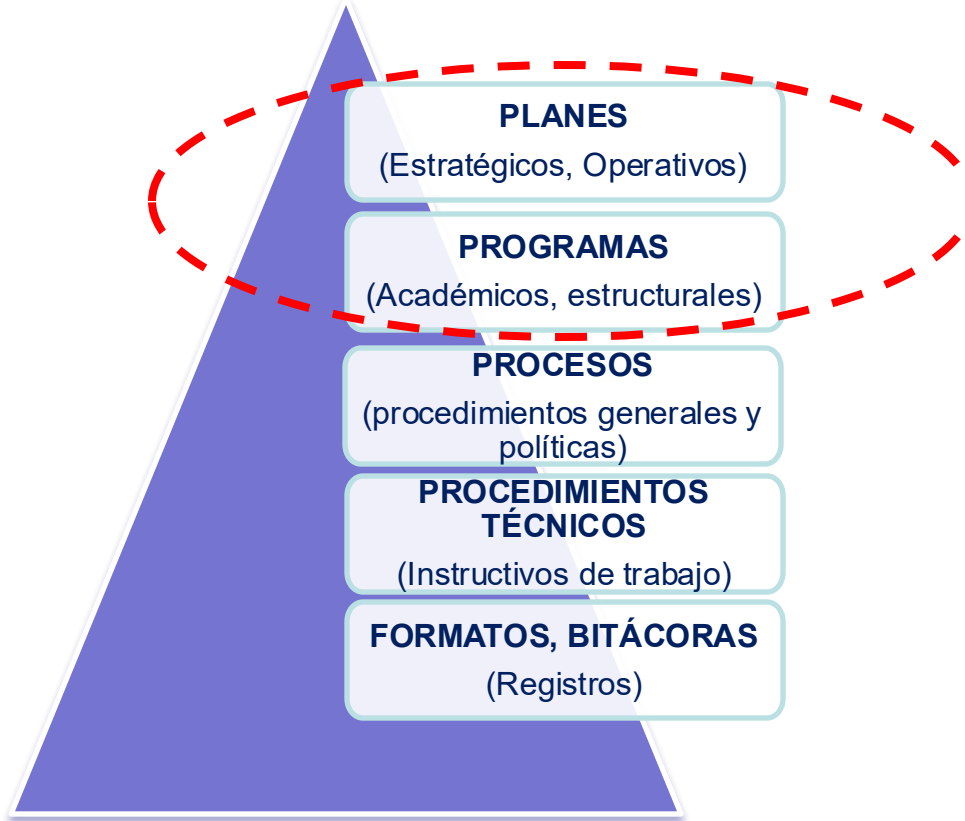 PLANES
(Estratégicos, Operativos)
PROGRAMAS
(Académicos, estructurales)
PROCESOS
(procedimientos generales y
políticas)
PROCEDIMIENTOS
TÉCNICOS
(Instructivos de trabajo)
FORMATOS, BITÁCORAS
(Registros)